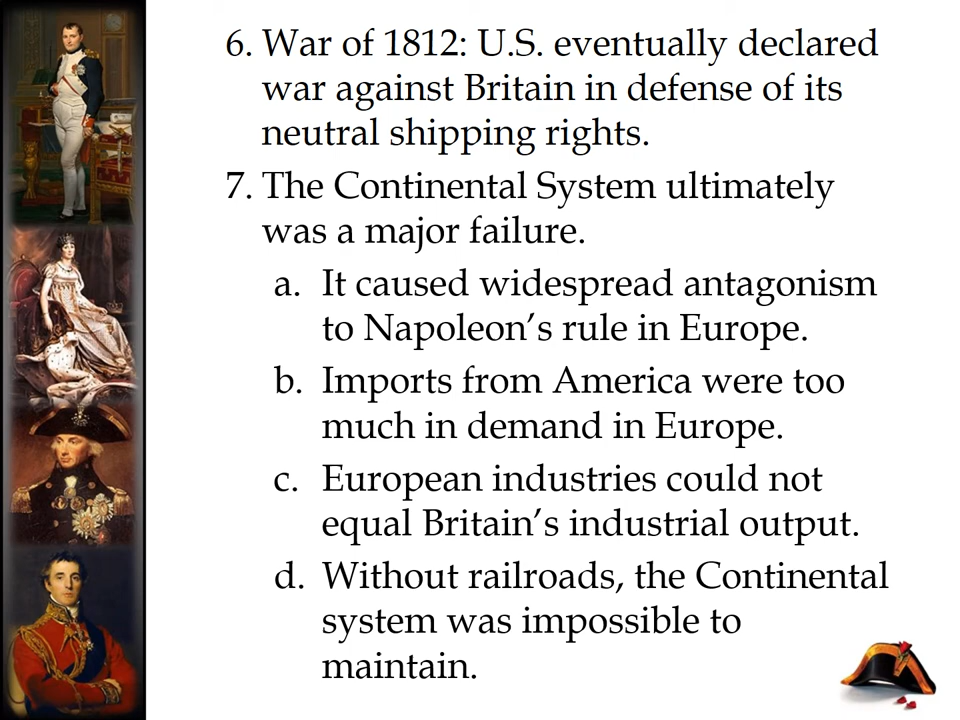 6. War of 1812: U.S. eventually declared
war against Britain in defense of its
neutral shipping rights.
7. The Continental System ultimately
was a major failure.
a. It caused widespread antagonism
to Napoleon’s rule in Europe.
b. Imports from America were too
much in demand in Europe.
c. European industries could not
equal Britain’s industrial output.
d. Without railroads, the Continental
system was impossible to
maintain.